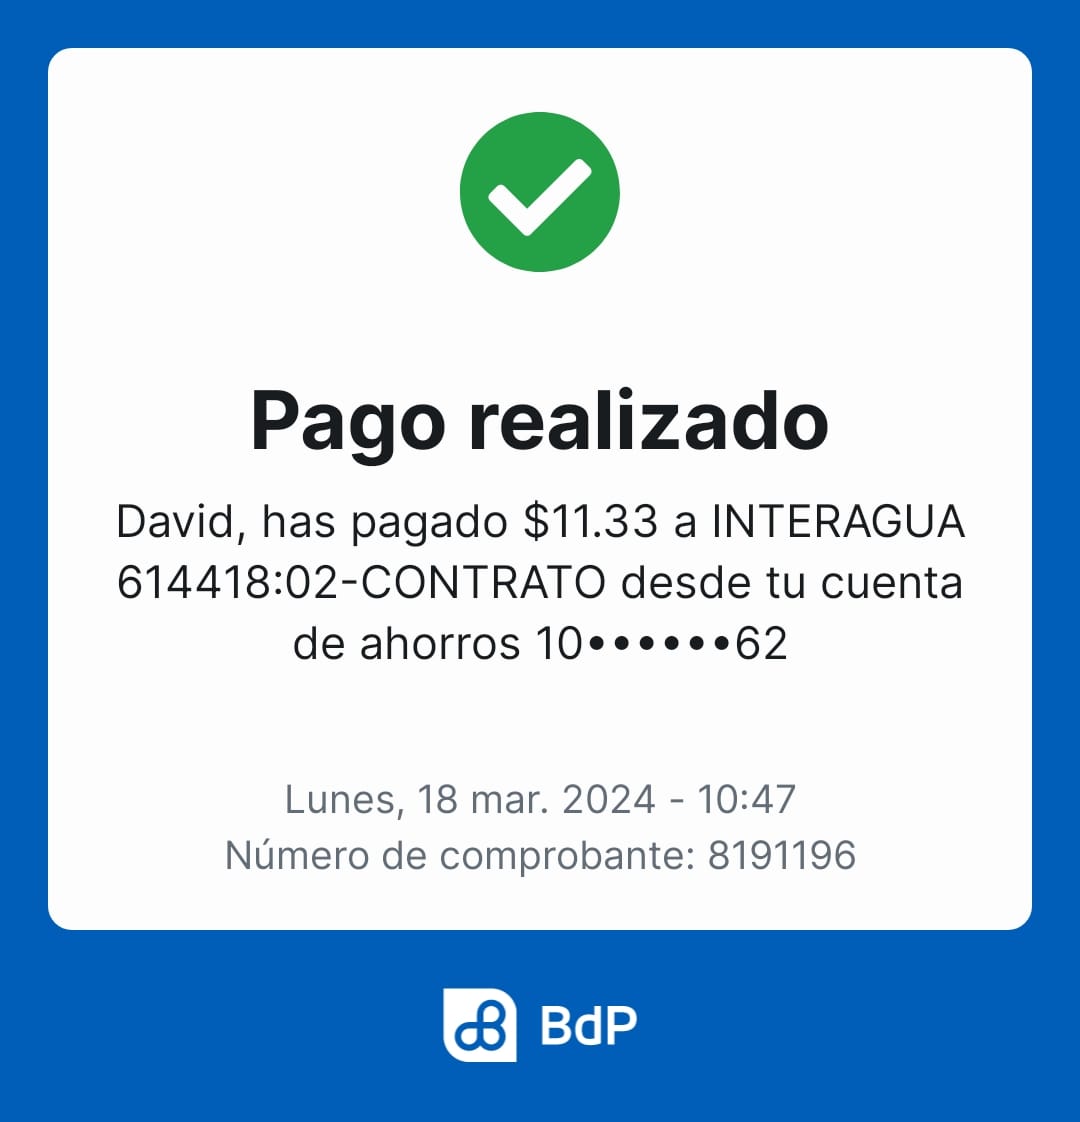 Pago realizado
David, has pagado $11.33 a INTERAGUA
614418:02-CONTRATO desde tu cuenta
de ahorros 10••••••62
Lunes, 18 mar. 2024 - 10:47
Número de comprobante: 8191196
BdP